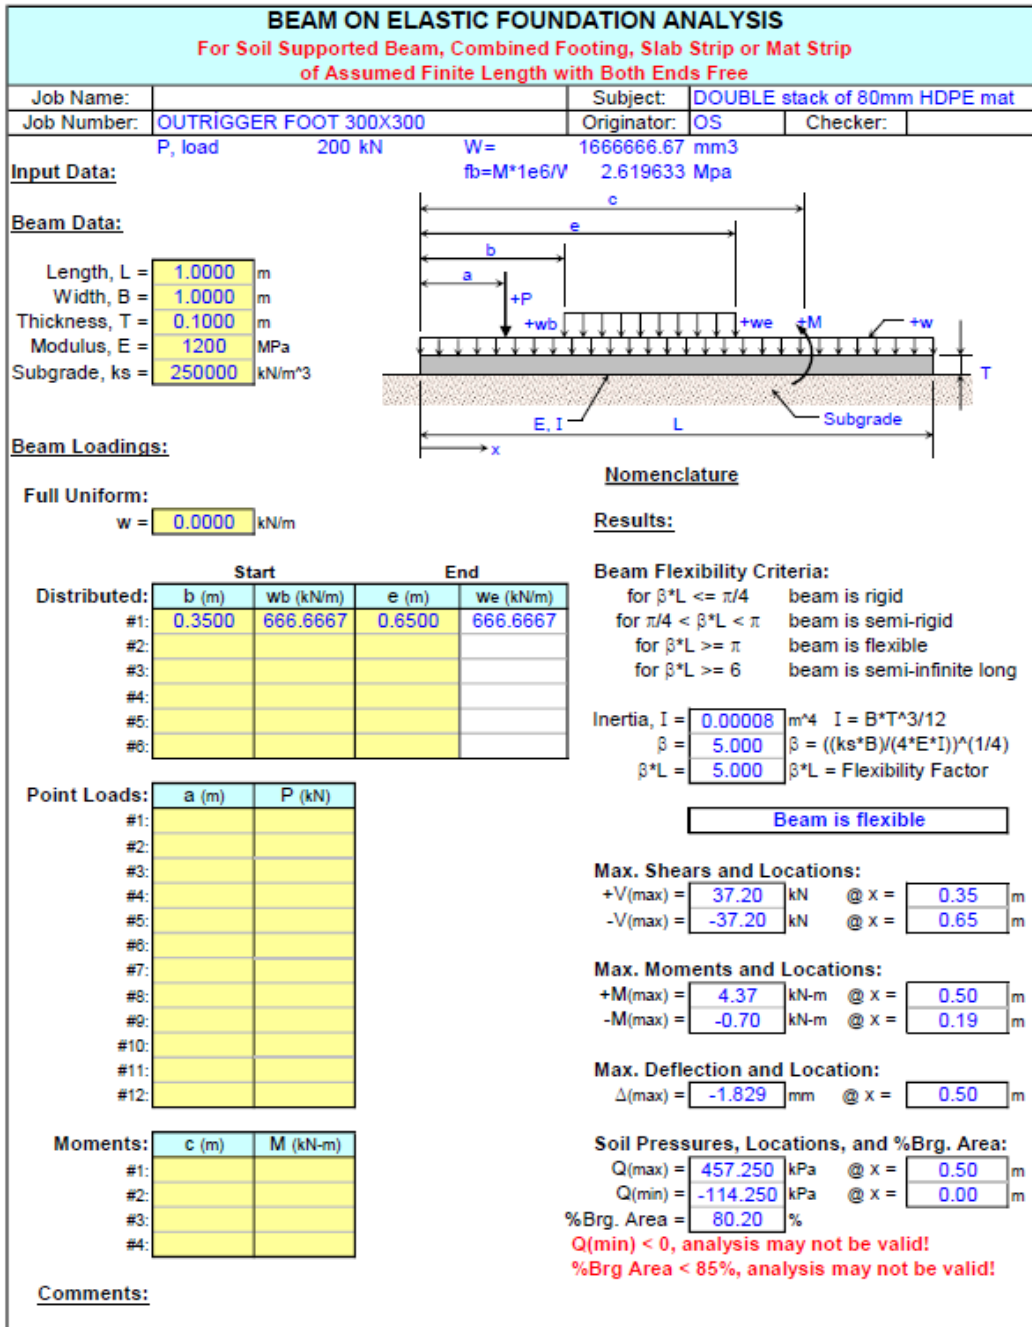 BEAM ON ELASTIC FOUNDATION ANALYSIS
For Soil Supported Beam, Combined Footing, Slab Strip or Mat Strip
of Assumed Finite Length with Both Ends Free
Job Name: Subject: DOUBLE stack of 80mm HDPE mat
Job Number: OUTRIGGER FOOT 300X300 Originator: OS Checker:
P, load 200 kN W= 1666666.67 mm3
Input Data: fb=M*1e6/V 2.619633 Mpa
Beam Data:
Length, L = 1.0000 m
Width, B = 1.0000 m
Thickness, T = 0.1000 m
Modulus, E = 1200 MPa
Subgrade, ks = 250000 kN/m^3
c
e
b
a
+P
+wb +we +M +w
T
E, I L Subgrade
x
Nomenclature
Beam Loadings:
Full Uniform:
w = 0.0000 kN/m
Results:
Start End
Distributed: b (m) wb (kN/m) e (m) we (kN/m)
#1: 0.3500 666.6667 0.6500 666.6667
#2:
#3:
#4:
#5:
#6:
Beam Flexibility Criteria:
for β*L <= π/4 beam is rigid
for π/4 < β*L < π beam is semi-rigid
for β*L >= π beam is flexible
for β*L >= 6 beam is semi-infinite long
Inertia, I = 0.00008 m^4 I = B*T^3/12
β = 5.000 β = ((ks*B)/(4*E*I))^(1/4)
β*L = 5.000 β*L = Flexibility Factor
Beam is flexible
Point Loads: a (m) P (kN)
#1:
#2:
#3:
#4:
#5:
#6:
#7:
#8:
#9:
#10:
#11:
#12:
Max. Shears and Locations:
+V(max) = 37.20 kN @ x = 0.35 m
-V(max) = -37.20 kN @ x = 0.65 m
Max. Moments and Locations:
+M(max) = 4.37 kN-m @ x = 0.50 m
-M(max) = -0.70 kN-m @ x = 0.19 m
Max. Deflection and Location:
Δ(max) = -1.829 mm @ x = 0.50 m
Moments: c (m) M (kN-m)
#1:
#2:
#3:
#4:
Soil Pressures, Locations, and %Brg. Area:
Q(max) = 457.250 kPa @ x = 0.50 m
Q(min) = -114.250 kPa @ x = 0.00 m
%Brg. Area = 80.20 %
Q(min) < 0, analysis may not be valid!
%Brg Area < 85%, analysis may not be valid!
Comments: